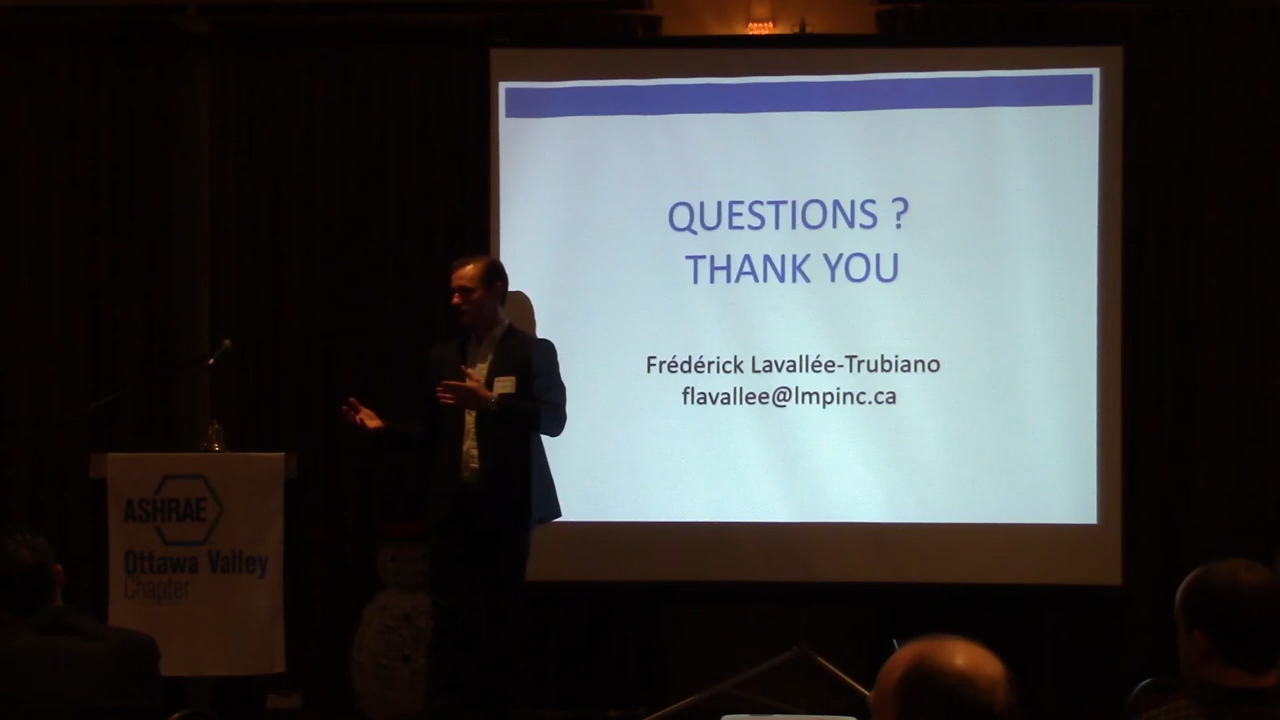 QUESTIONS ?
THANK YOU
Frédérick Lavallée-Trubiano
flavallee@lmpinc.ca
ASHRAE
Ottawa Valley
Chapter